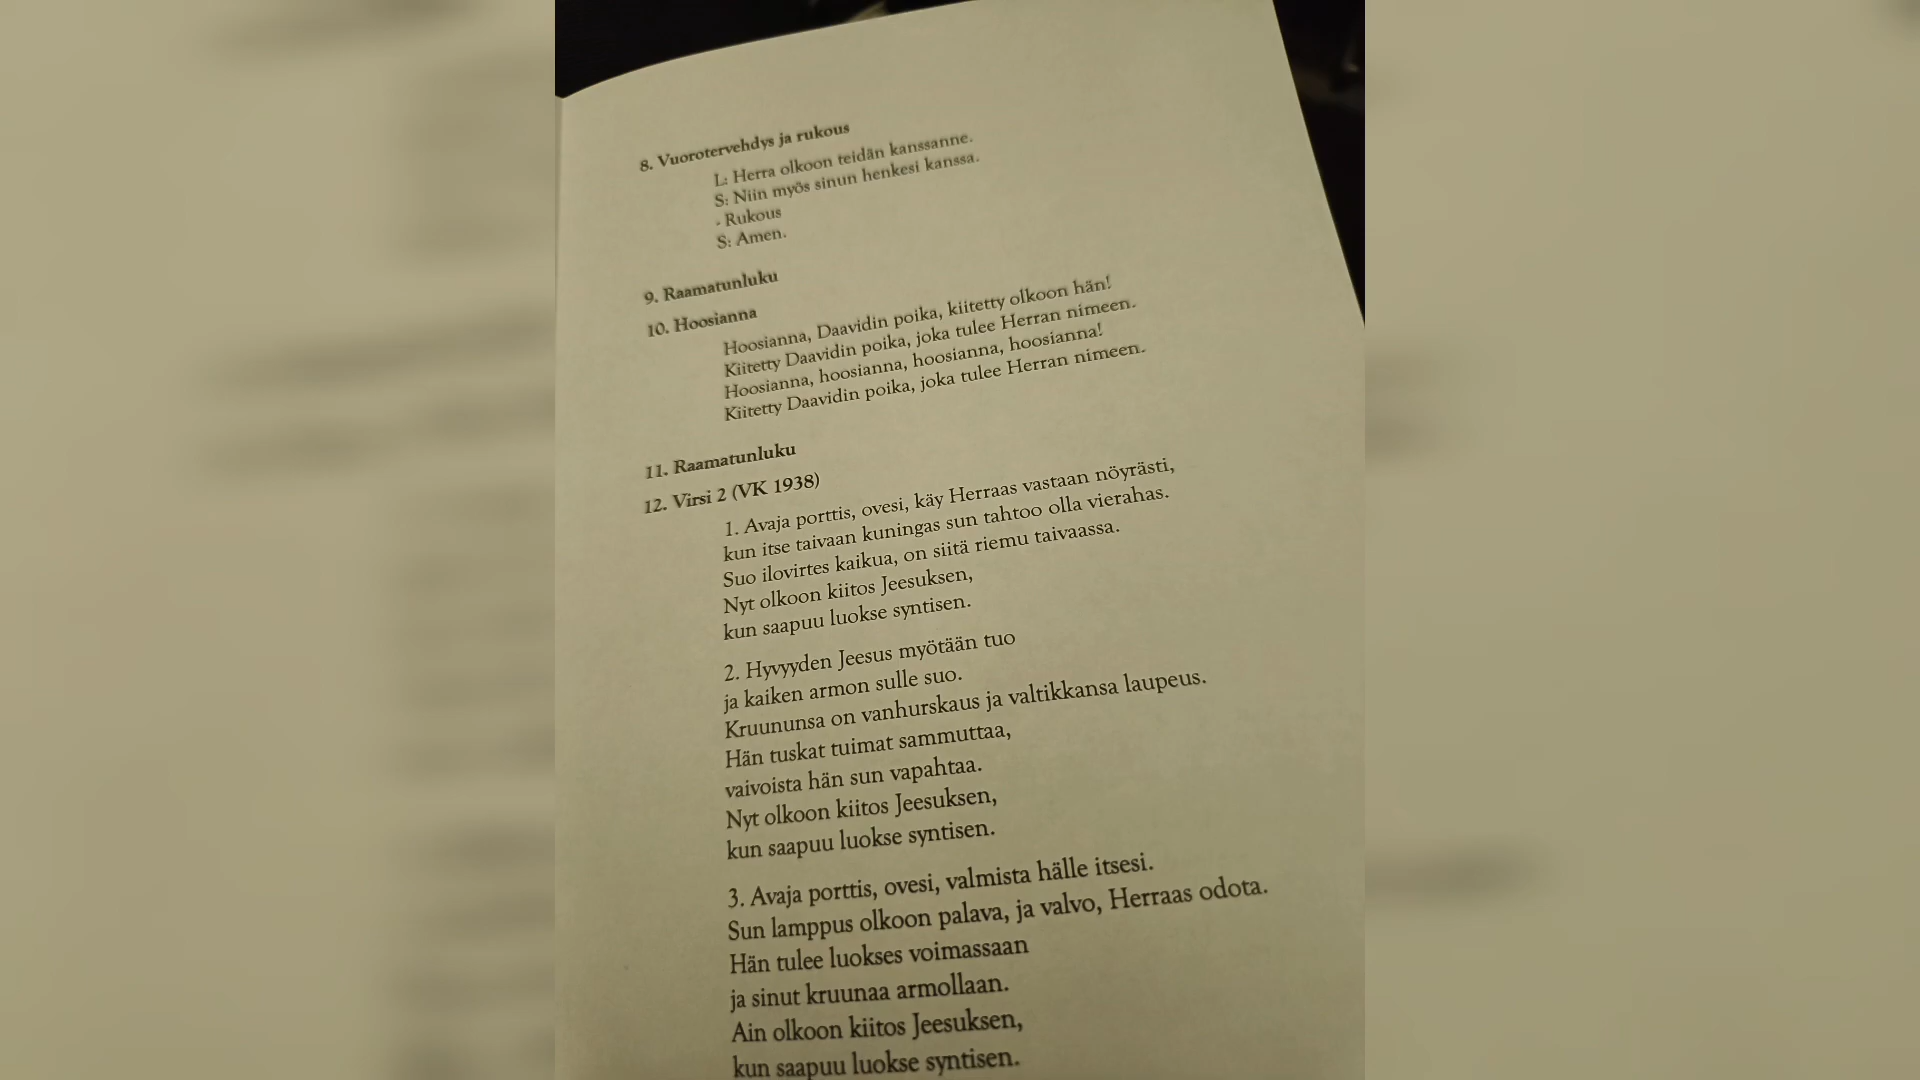 8. Vuorotervehdys ja rukous
L: Herra olkoon teidän kanssanne.
S: Niin myös sinun henkesi kanssa.
- Rukous
S: Amen.
9. Raamatunluku
10. Hoosianna
Hoosianna, Daavidin poika, kiitetty olkoon hän!
Kiitetty Daavidin poika, joka tulee Herran nimeen.
Hoosianna, hoosianna, hoosianna, hoosianna!
Kiitetty Daavidin poika, joka tulee Herran nimeen.
11. Raamatunluku
12. Virsi 2 (VK 1938)
1. Avaja porttis, ovesi, käy Herraas vastaan nöyrästi,
kun itse taivaan kuningas sun tahtoo olla vierahas.
Suo ilovirtes kaikua, on siitä riemu taivaassa.
Nyt olkoon kiitos Jeesuksen,
kun saapuu luokse syntisen.
2. Hyvyyden Jeesus myötään tuo
ja kaiken armon sulle suo.
Kruununsa on vanhurskaus ja valtikkansa laupeus.
Hän tuskat tuimat sammuttaa,
vaivoista hän sun vapahtaa.
Nyt olkoon kiitos Jeesuksen,
kun saapuu luokse syntisen.
3. Avaja porttis, ovesi, valmista hälle itsesi.
Sun lamppus olkoon palava, ja valvo, Herraas odota.
Hän tulee luokses voimassaan
ja sinut kruunaa armollaan.
Ain olkoon kiitos Jeesuksen,
kun saapuu luokse syntisen.